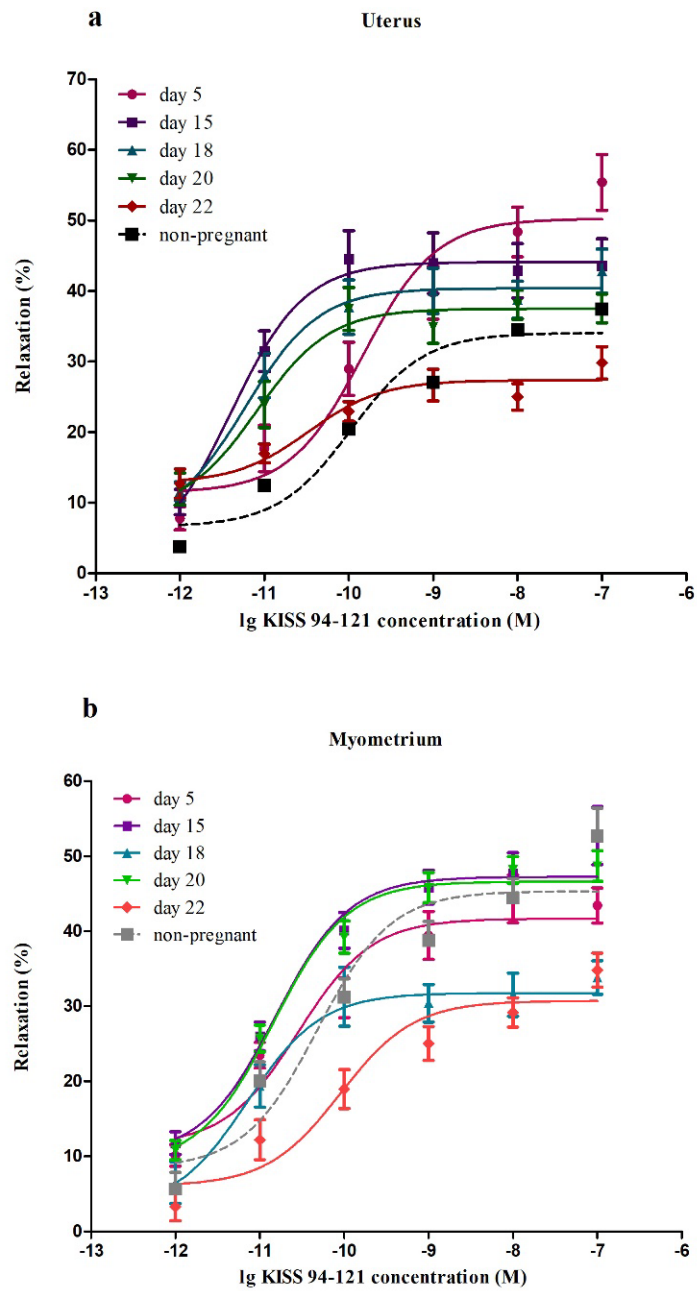 a
Uterus
70
60
50
40
30
20
10
0
Relaxation (%)
day 5
day 15
day 18
day 20
day 22
non-pregnant
-13 -12 -11 -10 -9 -8 -7 -6
lg KISS 94-121 concentration (M)
b
Myometrium
60
50
40
30
20
10
0
Relaxation (%)
day 5
day 15
day 18
day 20
day 22
non-pregnant
-13 -12 -11 -10 -9 -8 -7 -6
lg KISS 94-121 concentration (M)